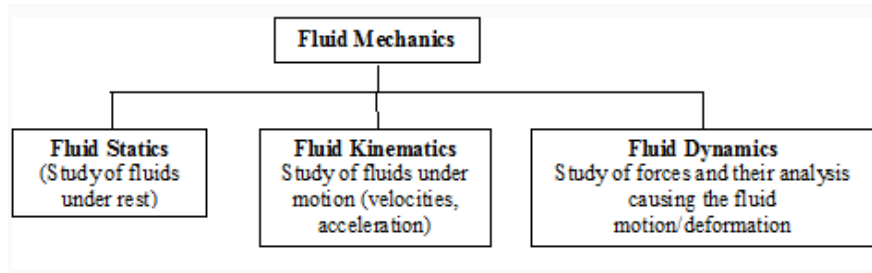 Fluid Mechanics
Fluid Statics
(Study of fluids
under rest)
Fluid Kinematics
Study of fluids under
motion (velocities,
acceleration)
Fluid Dynamics
Study of forces and their analysis
causing the fluid
motion/deformation